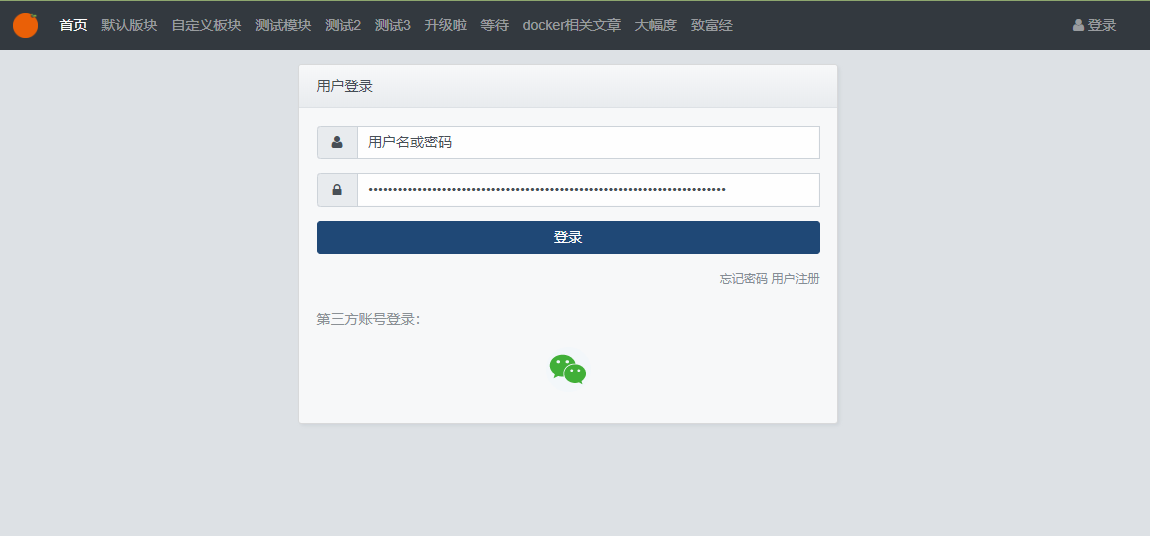 首页 默认版块 自定义板块 测试模块 测试2 测试3 升级啦 等待 docker相关文章 大幅度 致富经 登录
用户登录
用户名或密码
••••••••••••••••••••••••••••••••••••••••••••••••••••••••••••••••••••••••
登录
忘记密码 用户注册
第三方账号登录: